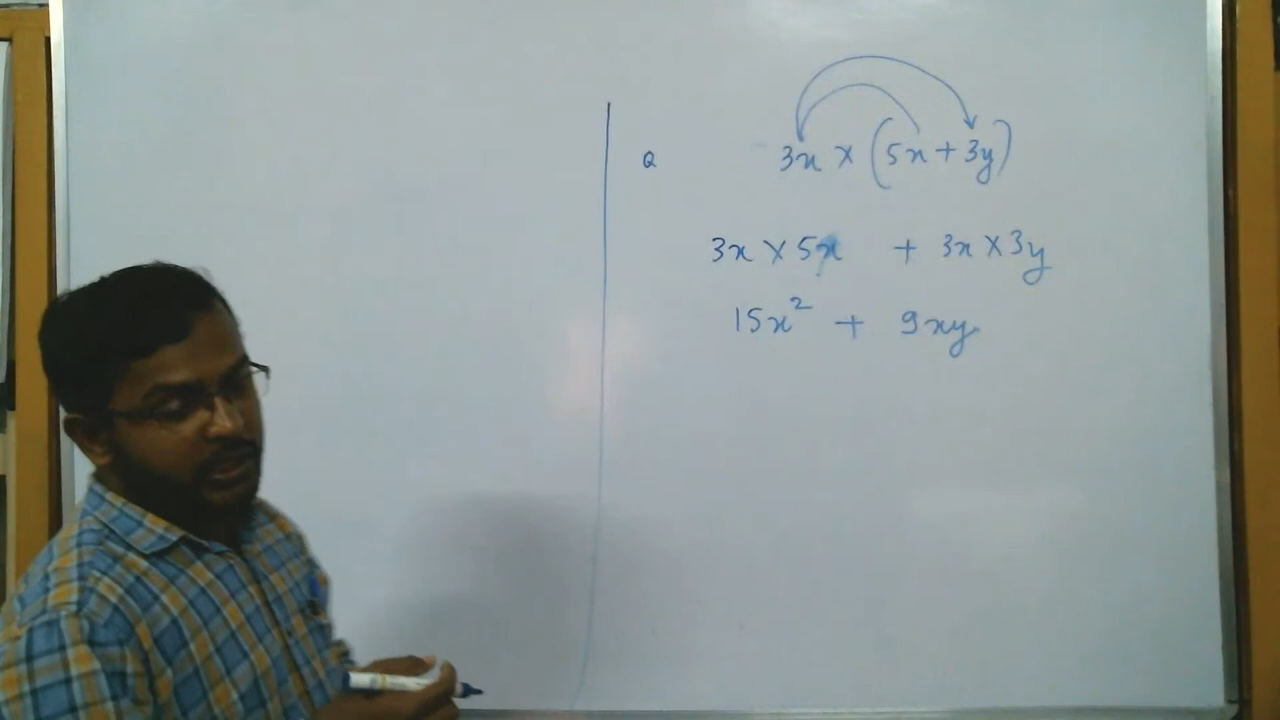 Q 3x × (5x + 3y)
3x × 5x + 3x × 3y
15x² + 9xy